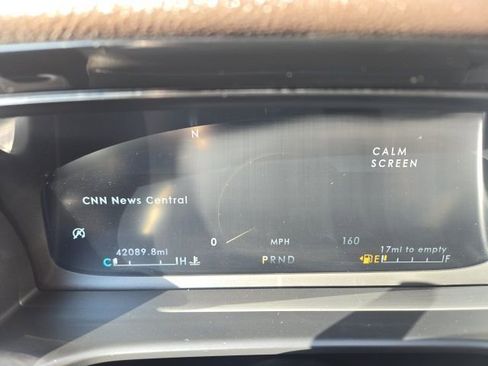 N
CALM
SCREEN
CNN News Central
0 MPH 160
42089.8mi 17mi to empty
C H PRND E F